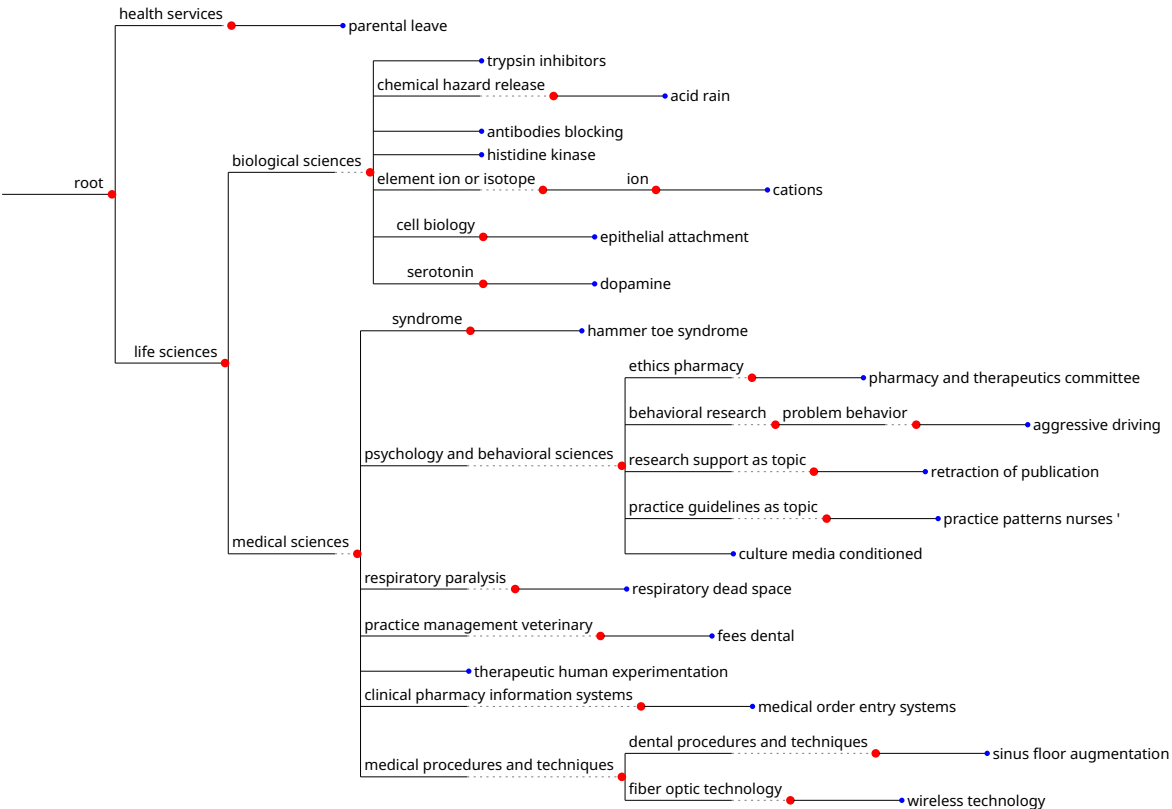 health services
parental leave
trypsin inhibitors
chemical hazard release
acid rain
antibodies blocking
histidine kinase
biological sciences
element ion or isotope
ion
cations
root
cell biology
epithelial attachment
serotonin
dopamine
syndrome
hammer toe syndrome
life sciences
ethics pharmacy
pharmacy and therapeutics committee
behavioral research
problem behavior
aggressive driving
psychology and behavioral sciences
research support as topic
retraction of publication
practice guidelines as topic
practice patterns nurses '
medical sciences
culture media conditioned
respiratory paralysis
respiratory dead space
practice management veterinary
fees dental
therapeutic human experimentation
clinical pharmacy information systems
medical order entry systems
dental procedures and techniques
sinus floor augmentation
medical procedures and techniques
fiber optic technology
wireless technology